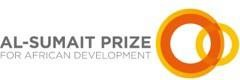 AL-SUMAIT PRIZE
FOR AFRICAN DEVELOPMENT